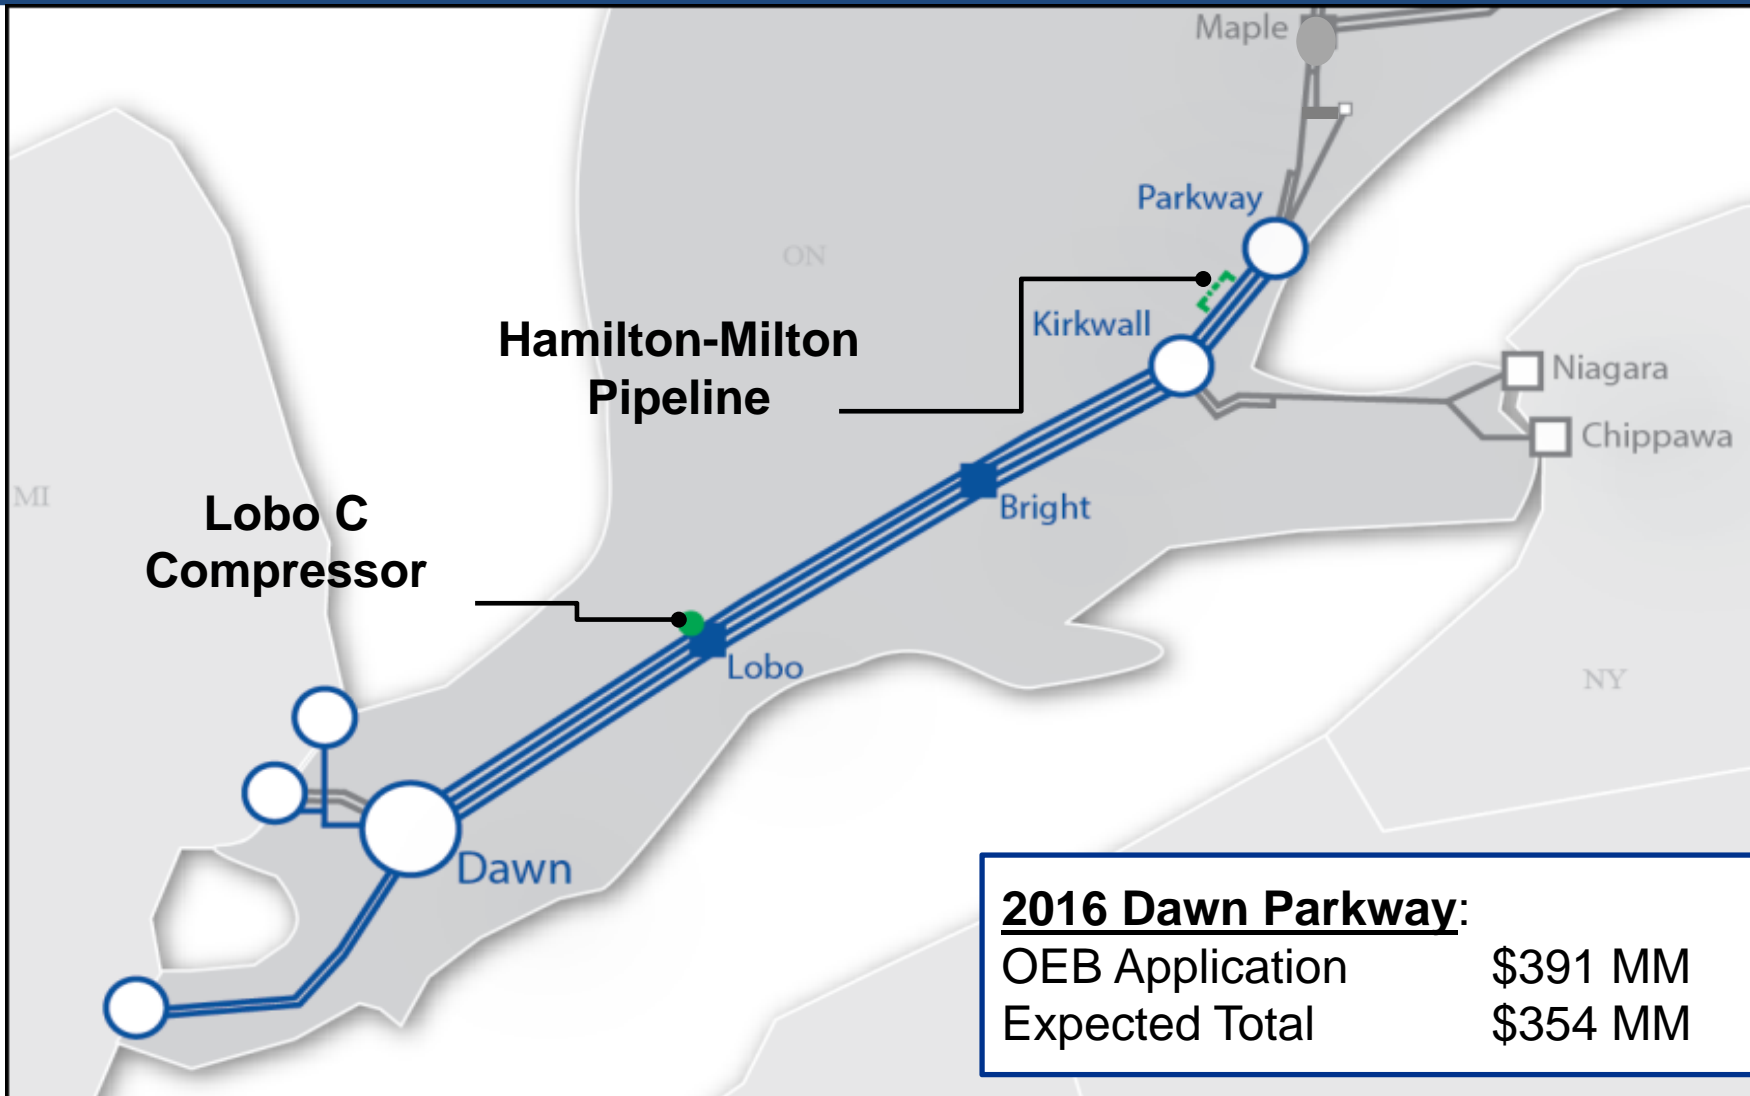 Maple
Parkway
ON
Hamilton-Milton
Pipeline
Kirkwall
Niagara
Chippawa
MI
Lobo C
Compressor
Bright
Lobo
NY
Dawn
2016 Dawn Parkway:
OEB Application $391 MM
Expected Total $354 MM